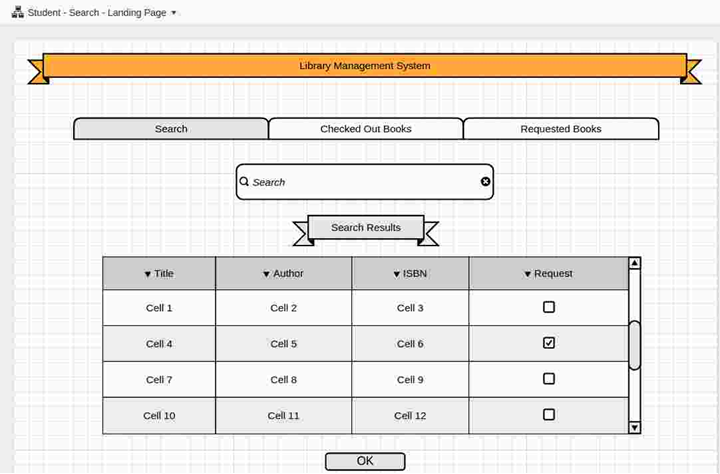 Student - Search - Landing Page
Library Management System
Search Checked Out Books Requested Books
Search
Search Results
Title Author ISBN Request
Cell 1 Cell 2 Cell 3
Cell 4 Cell 5 Cell 6
Cell 7 Cell 8 Cell 9
Cell 10 Cell 11 Cell 12
OK